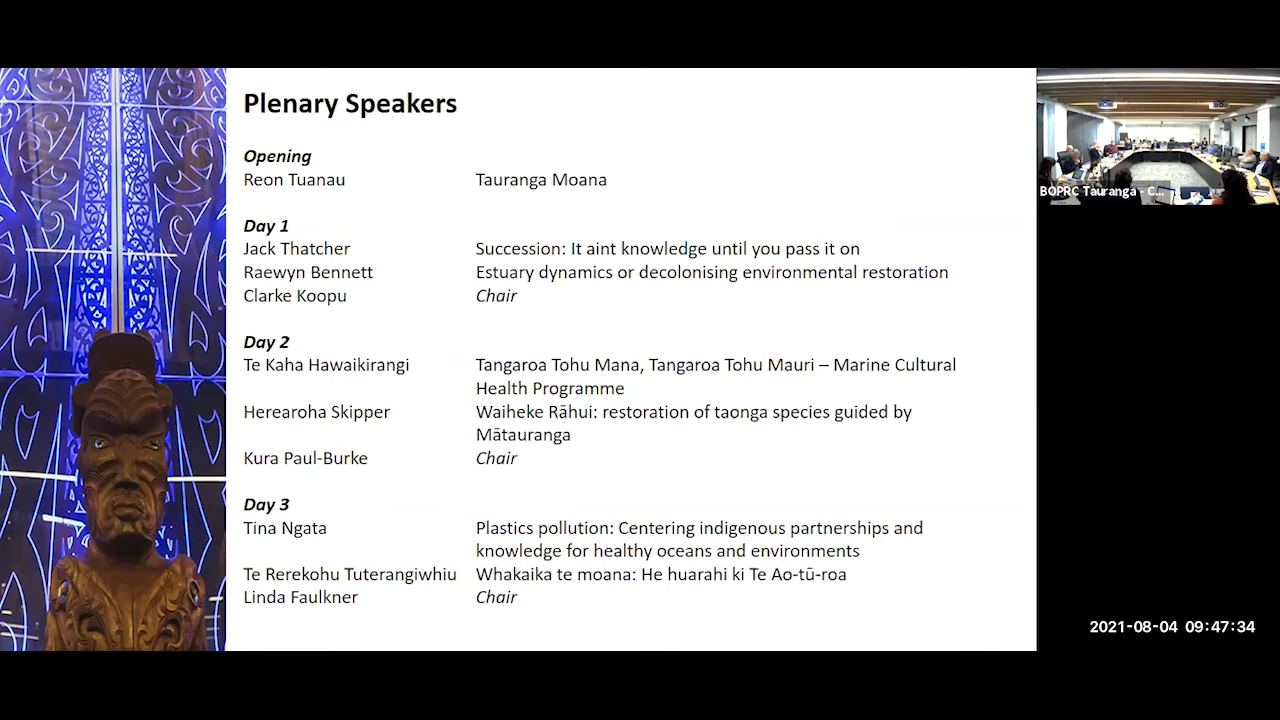 Plenary Speakers
Opening
Reon Tuanau Tauranga Moana
Day 1
Jack Thatcher Succession: It aint knowledge until you pass it on
Raewyn Bennett Estuary dynamics or decolonising environmental restoration
Clarke Koopu Chair
Day 2
Te Kaha Hawaikirangi Tangaroa Tohu Mana, Tangaroa Tohu Mauri – Marine Cultural
Health Programme
Herearoha Skipper Waiheke Rāhui: restoration of taonga species guided by
Mātauranga
Kura Paul-Burke Chair
Day 3
Tina Ngata Plastics pollution: Centering indigenous partnerships and
knowledge for healthy oceans and environments
Te Rerekohu Tuterangiwhiu Whakaika te moana: He huarahi ki Te Ao-tū-roa
Linda Faulkner Chair
BOPRC Tauranga - C...
2021-08-04 09:47:34